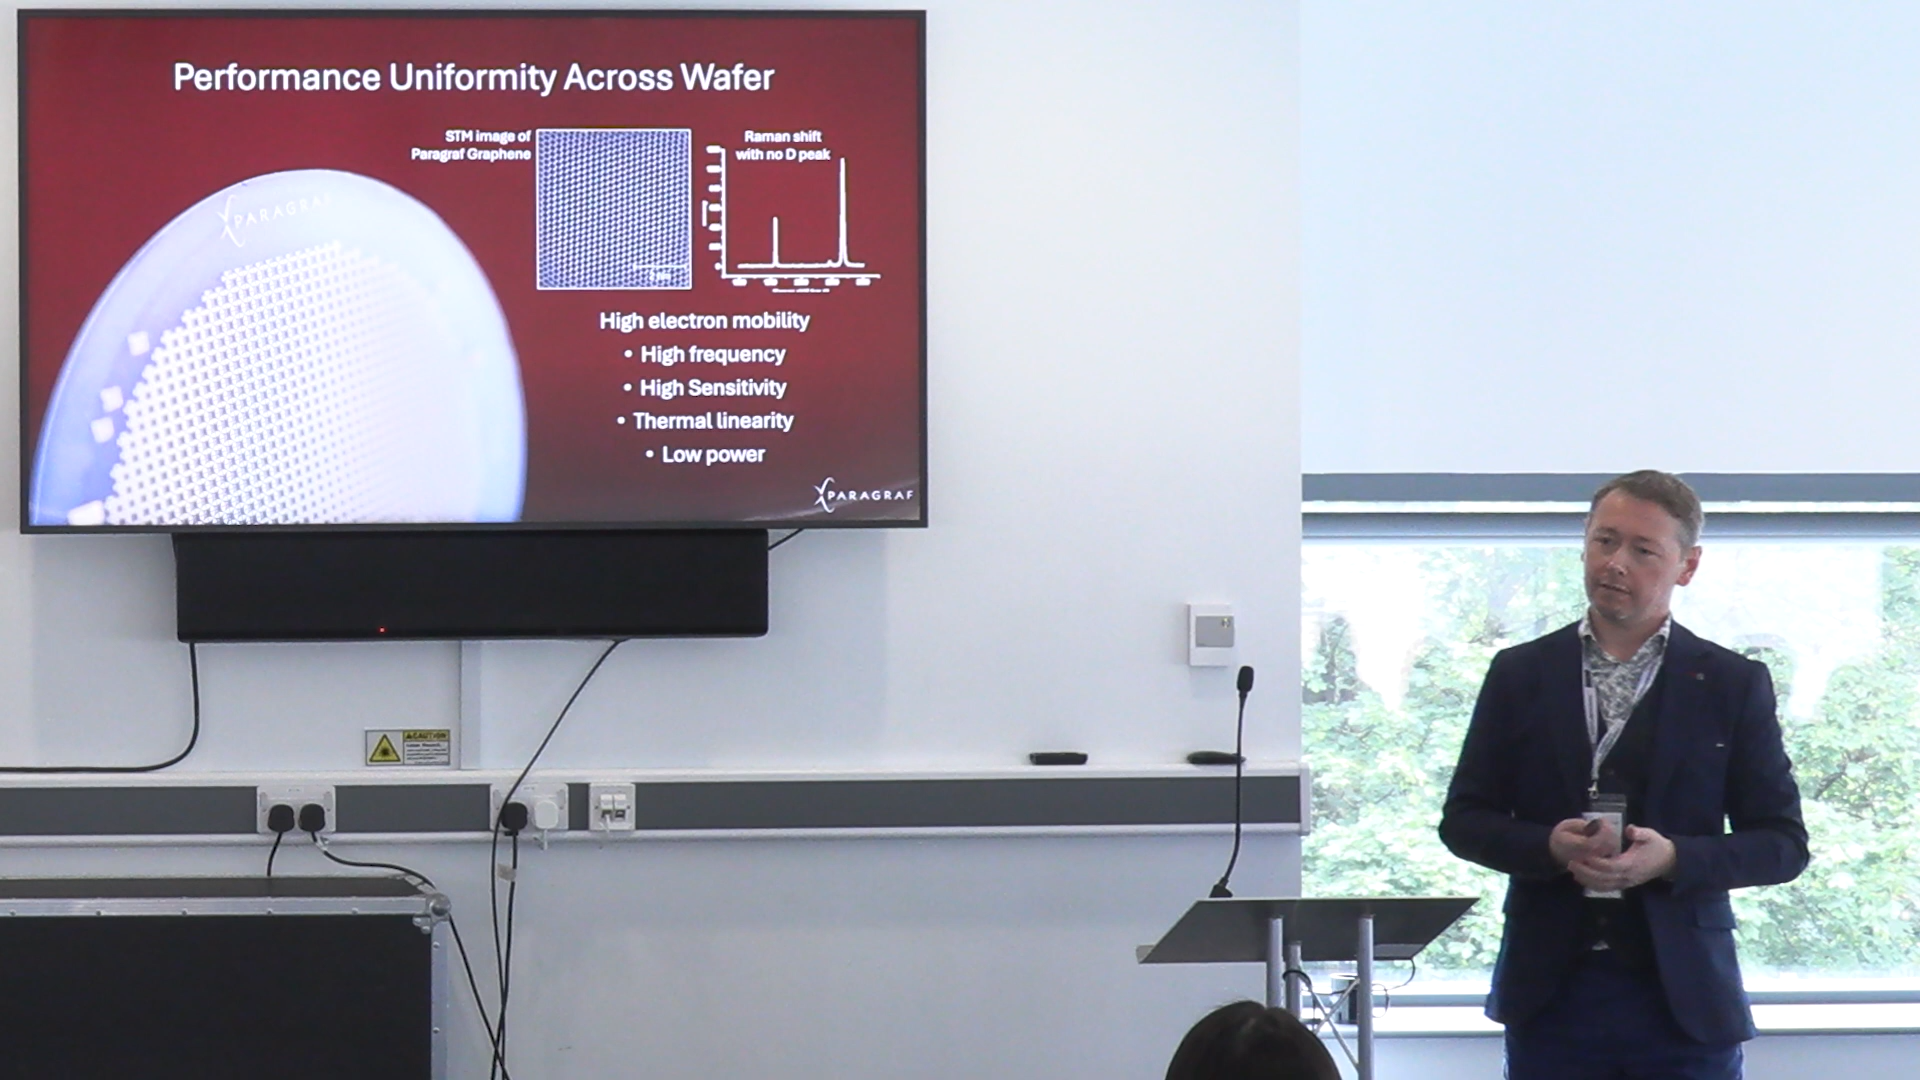 Performance Uniformity Across Wafer
STM image of
Paragraf Graphene
Raman shift
with no D peak
PARAGRAF
High electron mobility
• High frequency
• High Sensitivity
• Thermal linearity
• Low power
PARAGRAF
CAUTION